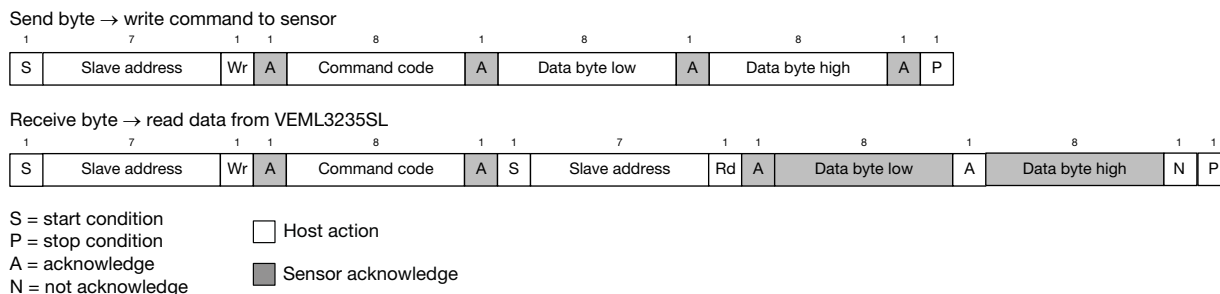 Send byte → write command to sensor
1 7 1 1 8 1 8 1 8 1 1
S Slave address Wr A Command code A Data byte low A Data byte high A P
Receive byte → read data from VEML3235SL
1 7 1 1 8 1 1 7 1 1 8 1 8 1 1
S Slave address Wr A Command code A S Slave address Rd A Data byte low A Data byte high N P
S = start condition
P = stop condition
A = acknowledge
N = not acknowledge
Host action
Sensor acknowledge